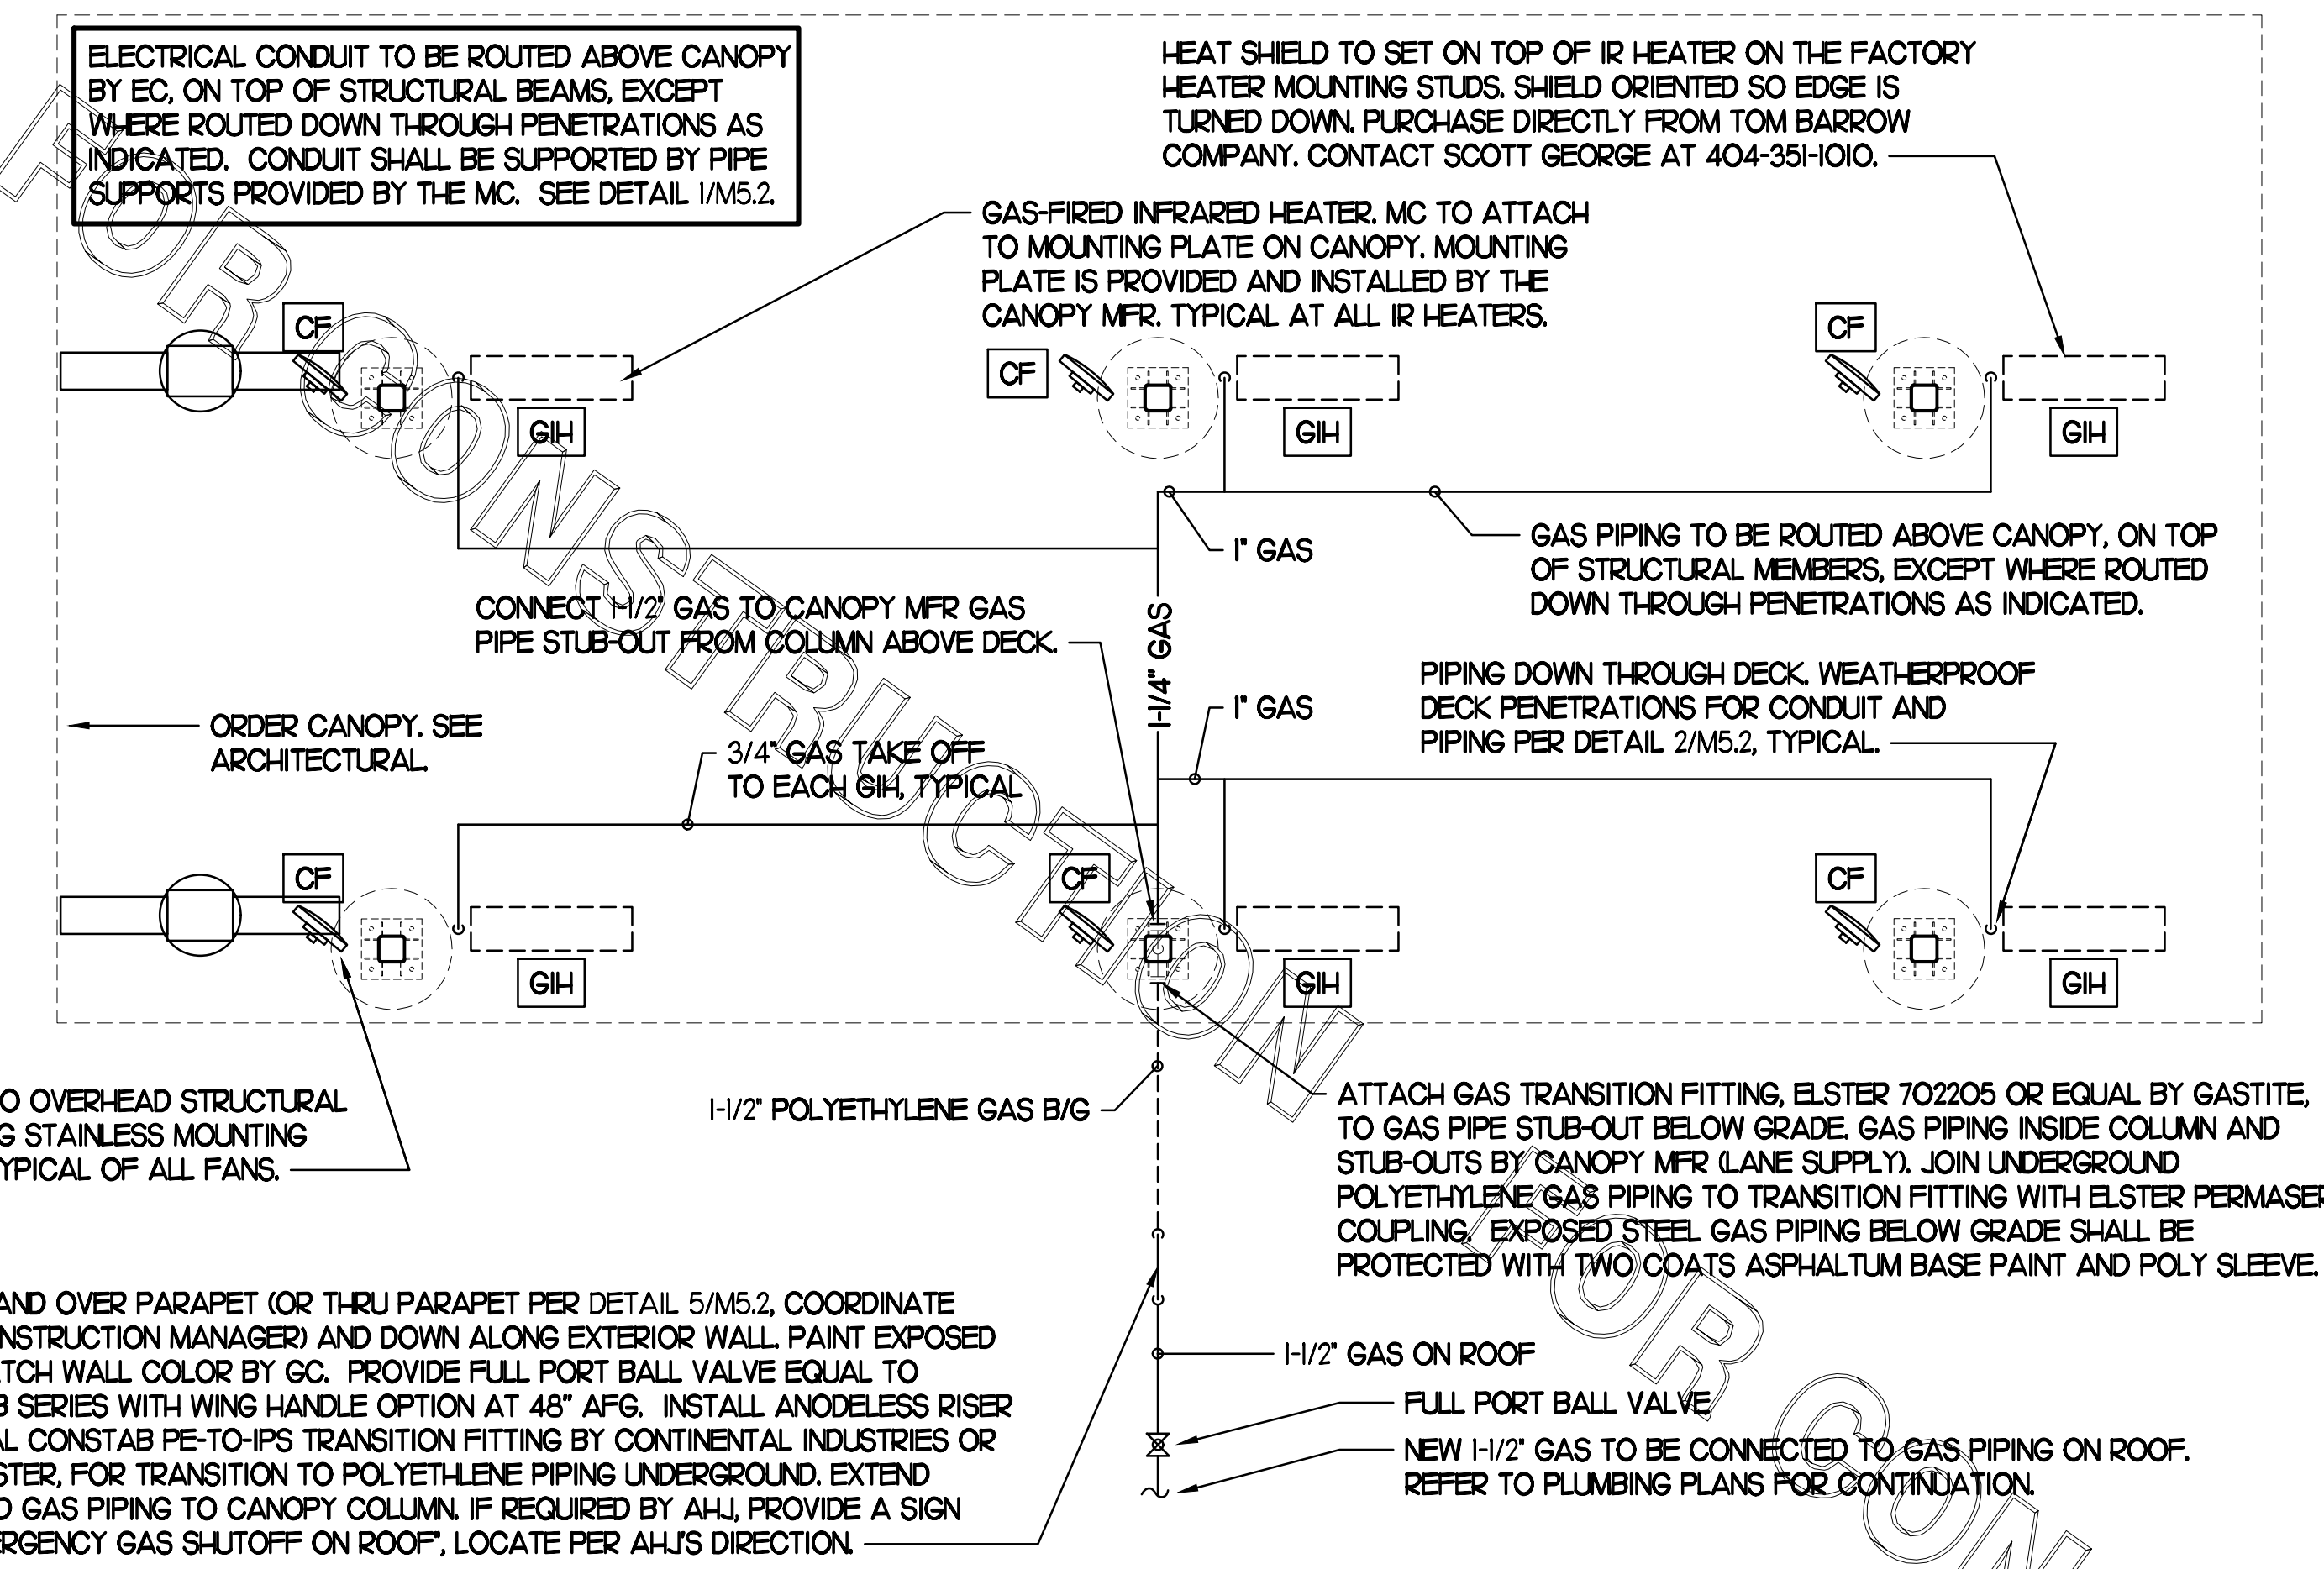 ELECTRICAL CONDUIT TO BE ROUTED ABOVE CANOPY
BY EC, ON TOP OF STRUCTURAL BEAMS, EXCEPT
WHERE ROUTED DOWN THROUGH PENETRATIONS AS
INDICATED. CONDUIT SHALL BE SUPPORTED BY PIPE
SUPPORTS PROVIDED BY THE MC. SEE DETAIL 1/M5.2.
HEAT SHIELD TO SET ON TOP OF IR HEATER ON THE FACTORY
HEATER MOUNTING STUDS. SHIELD ORIENTED SO EDGE IS
TURNED DOWN. PURCHASE DIRECTLY FROM TOM BARROW
COMPANY. CONTACT SCOTT GEORGE AT 404-351-1010.
GAS-FIRED INFRARED HEATER. MC TO ATTACH
TO MOUNTING PLATE ON CANOPY. MOUNTING
PLATE IS PROVIDED AND INSTALLED BY THE
CANOPY MFR. TYPICAL AT ALL IR HEATERS.
CF
CF
CF
GIH
GIH
GIH
1" GAS
GAS PIPING TO BE ROUTED ABOVE CANOPY, ON TOP
OF STRUCTURAL MEMBERS, EXCEPT WHERE ROUTED
DOWN THROUGH PENETRATIONS AS INDICATED.
CONNECT 1-1/2" GAS TO CANOPY MFR GAS
PIPE STUB-OUT FROM COLUMN ABOVE DECK.
1-1/4" GAS
PIPING DOWN THROUGH DECK. WEATHERPROOF
DECK PENETRATIONS FOR CONDUIT AND
PIPING PER DETAIL 2/M5.2, TYPICAL.
1" GAS
ORDER CANOPY. SEE
ARCHITECTURAL.
3/4" GAS TAKE OFF
TO EACH GIH, TYPICAL
CF
CF
CF
GIH
GIH
GIH
O OVERHEAD STRUCTURAL
G STAINLESS MOUNTING
YPICAL OF ALL FANS.
1-1/2" POLYETHYLENE GAS B/G
ATTACH GAS TRANSITION FITTING, ELSTER 702205 OR EQUAL BY GASTITE,
TO GAS PIPE STUB-OUT BELOW GRADE. GAS PIPING INSIDE COLUMN AND
STUB-OUTS BY CANOPY MFR (LANE SUPPLY). JOIN UNDERGROUND
POLYETHYLENE GAS PIPING TO TRANSITION FITTING WITH ELSTER PERMASER
COUPLING. EXPOSED STEEL GAS PIPING BELOW GRADE SHALL BE
PROTECTED WITH TWO COATS ASPHALTUM BASE PAINT AND POLY SLEEVE.
AND OVER PARAPET (OR THRU PARAPET PER DETAIL 5/M5.2, COORDINATE
NSTRUCTION MANAGER) AND DOWN ALONG EXTERIOR WALL. PAINT EXPOSED
TCH WALL COLOR BY GC. PROVIDE FULL PORT BALL VALVE EQUAL TO
B SERIES WITH WING HANDLE OPTION AT 48" AFG. INSTALL ANODELESS RISER
AL CONSTAB PE-TO-IPS TRANSITION FITTING BY CONTINENTAL INDUSTRIES OR
STER, FOR TRANSITION TO POLYETHLENE PIPING UNDERGROUND. EXTEND
D GAS PIPING TO CANOPY COLUMN. IF REQUIRED BY AHJ, PROVIDE A SIGN
ERGENCY GAS SHUTOFF ON ROOF", LOCATE PER AHJ'S DIRECTION.
1-1/2" GAS ON ROOF
FULL PORT BALL VALVE
NEW 1-1/2" GAS TO BE CONNECTED TO GAS PIPING ON ROOF.
REFER TO PLUMBING PLANS FOR CONTINUATION.
FOR CONSTRUCTION
FOR CON